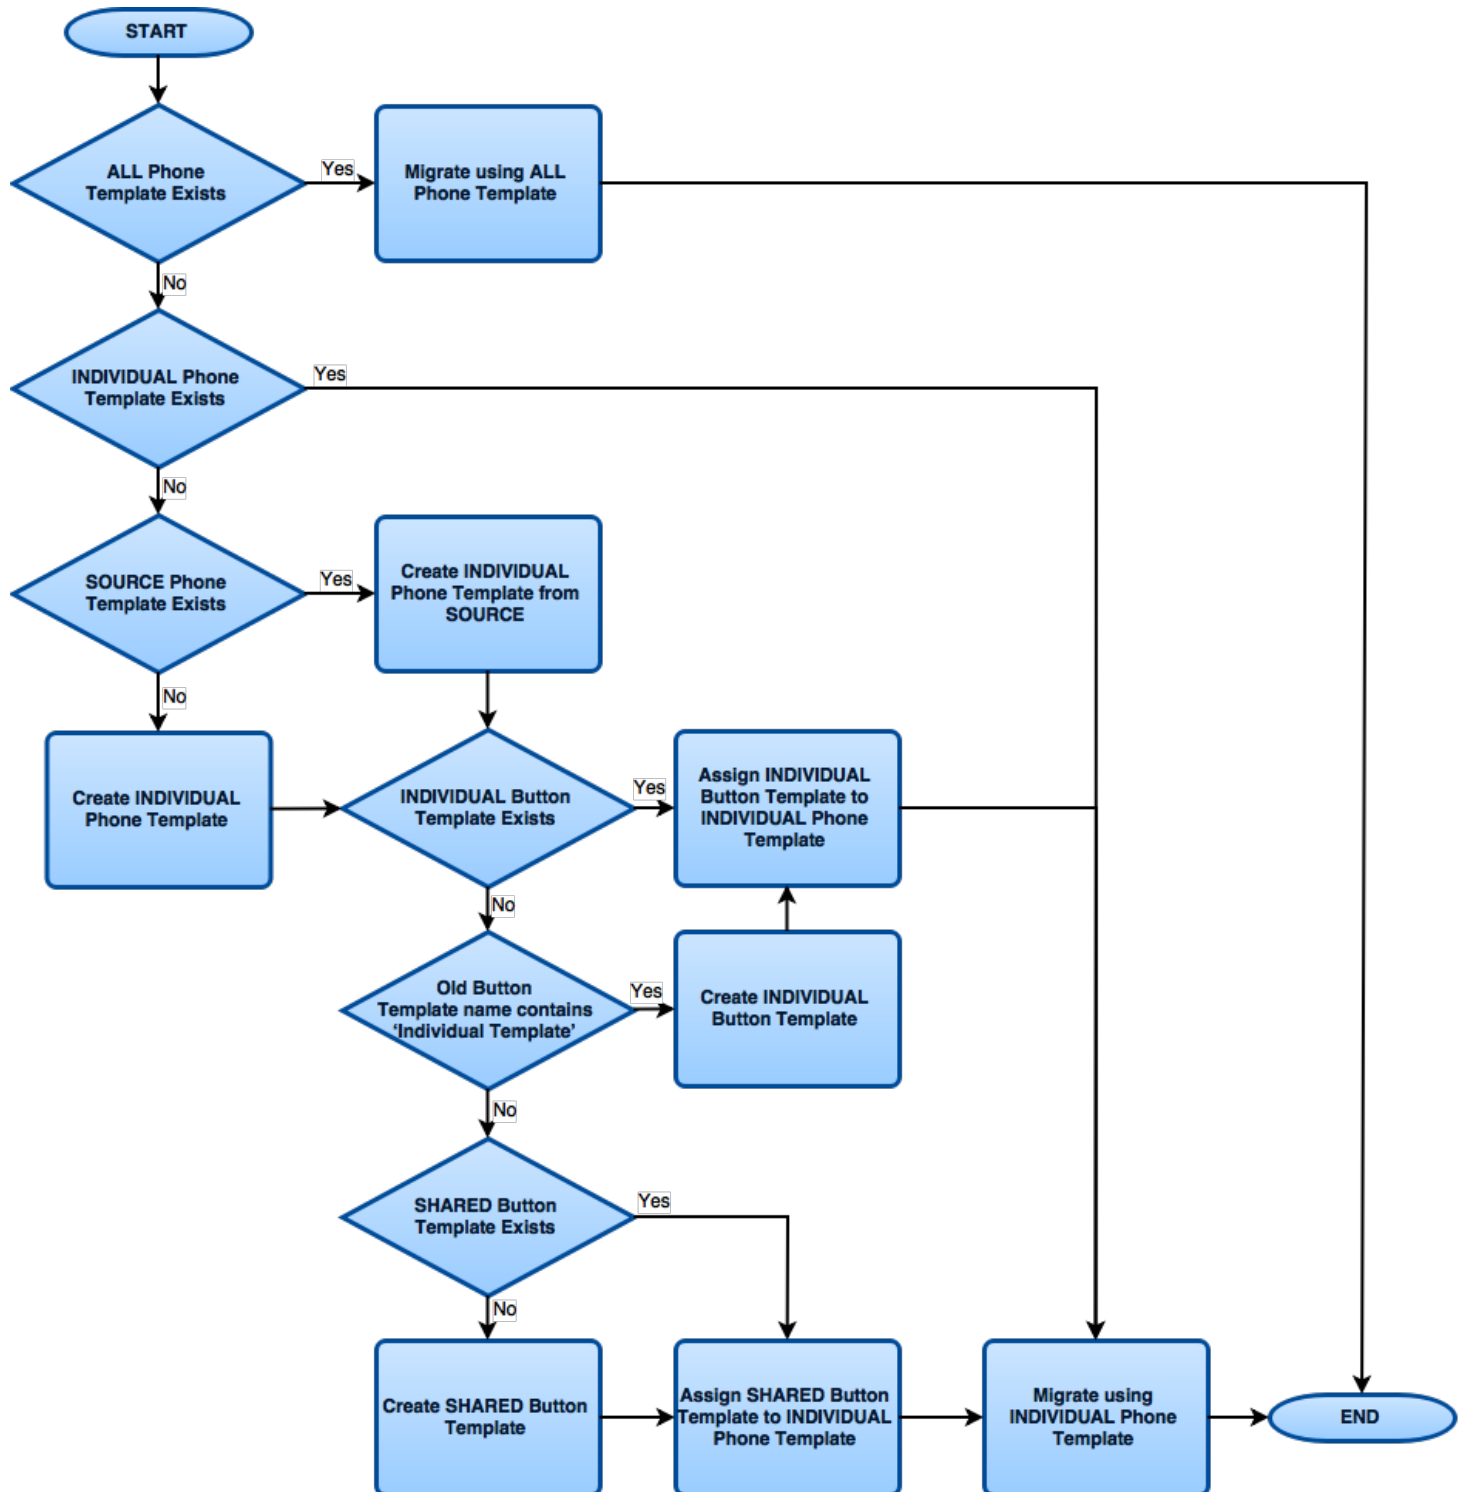 START
ALL Phone
Template Exists
Yes
Migrate using ALL
Phone Template
No
INDIVIDUAL Phone
Template Exists
Yes
No
SOURCE Phone
Template Exists
Yes
Create INDIVIDUAL
Phone Template from
SOURCE
No
Create INDIVIDUAL
Phone Template
INDIVIDUAL Button
Template Exists
Yes
Assign INDIVIDUAL
Button Template to
INDIVIDUAL Phone
Template
No
Old Button
Template name contains
‘Individual Template’
Yes
Create INDIVIDUAL
Button Template
No
SHARED Button
Template Exists
Yes
No
Create SHARED Button
Template
Assign SHARED Button
Template to INDIVIDUAL
Phone Template
Migrate using
INDIVIDUAL Phone
Template
END